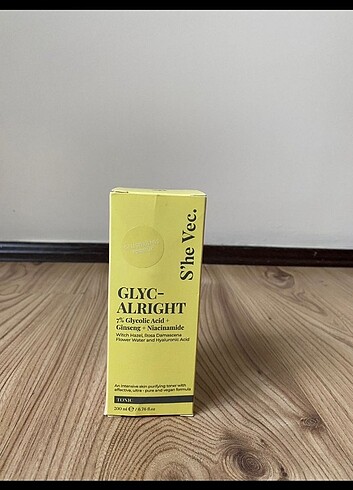 S'he Vec.
GLYC-
ALRIGHT
7% Glycolic Acid +
Ginseng + Niacinamide
Witch Hazel, Rosa Damascena
Flower Water and Hyaluronic Acid
An intensive skin purifying toner with
effective, ultra - pure and vegan formula
TONIC
200 ml ℮ / 6.76 fl.oz